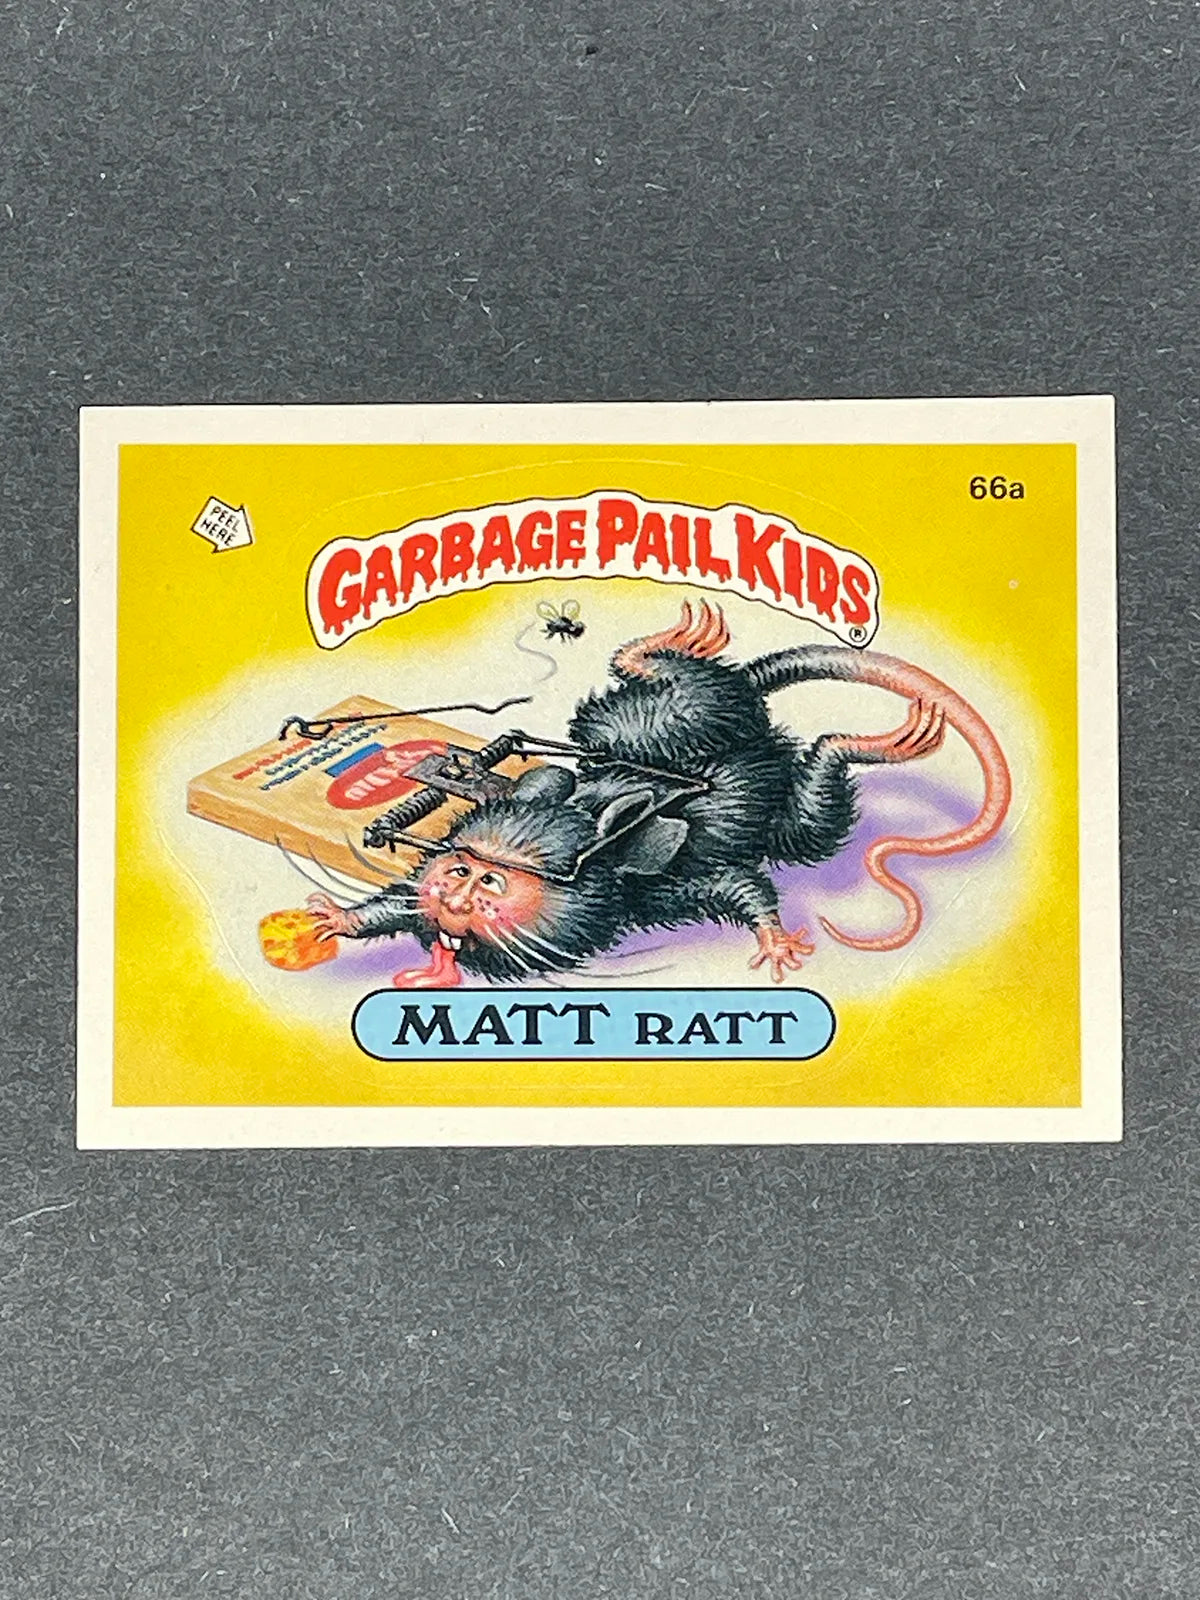 66a
PEEL
HERE
GARBAGE PAIL KIDS
®
MATT RATT